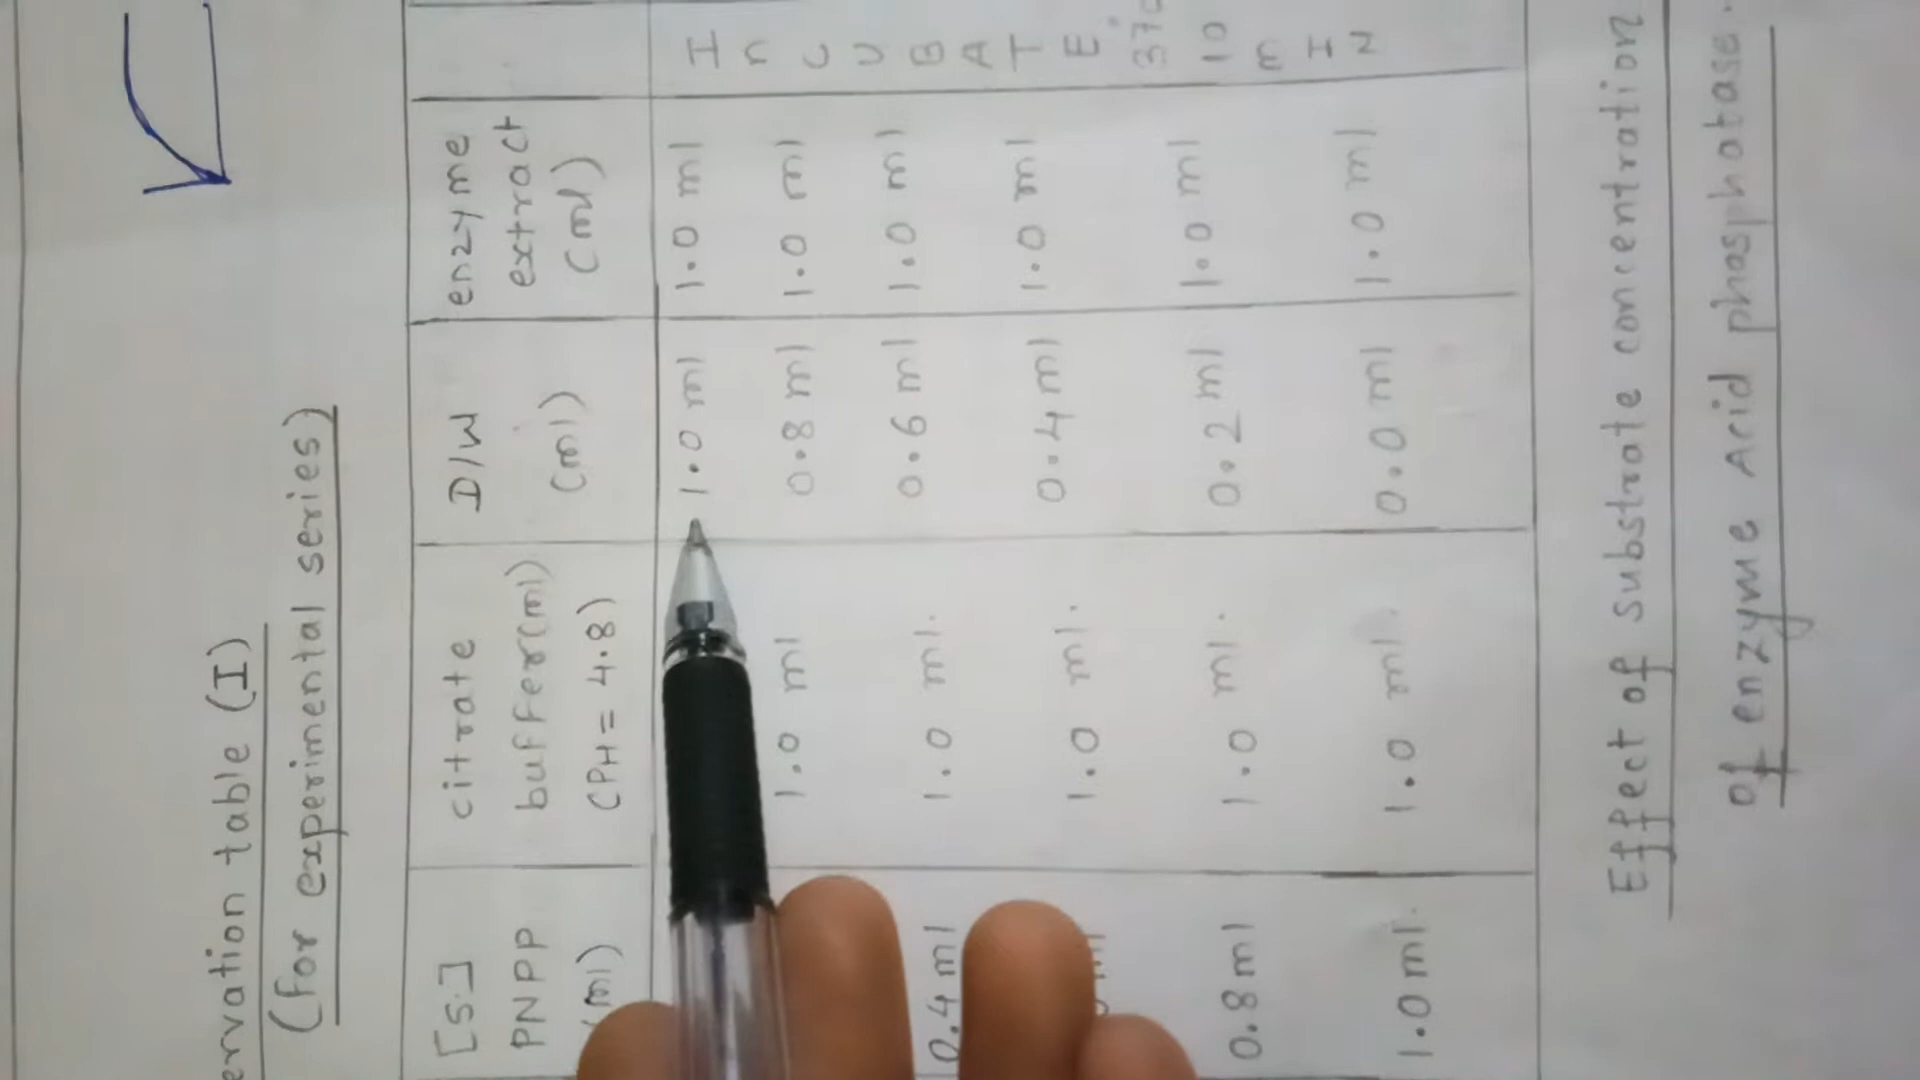 ervation table (I)
(for experimental series)
[S.] citrate D/W enzyme
PNPP buffer(ml) (ml) extract
(ml) (PH = 4.8) (ml)
1.0 ml 1.0 ml I
1.0 ml 0.8 ml 1.0 ml n
0.4 ml 1.0 ml. 0.6 ml 1.0 ml C U B
1.0 ml. 0.4 ml 1.0 ml A T E
0.8 ml 1.0 ml. 0.2 ml 1.0 ml 37° 10 m
1.0 ml. 1.0 ml. 0.0 ml 1.0 ml I N
Effect of substrate concentration
of enzyme Acid phosphatase.